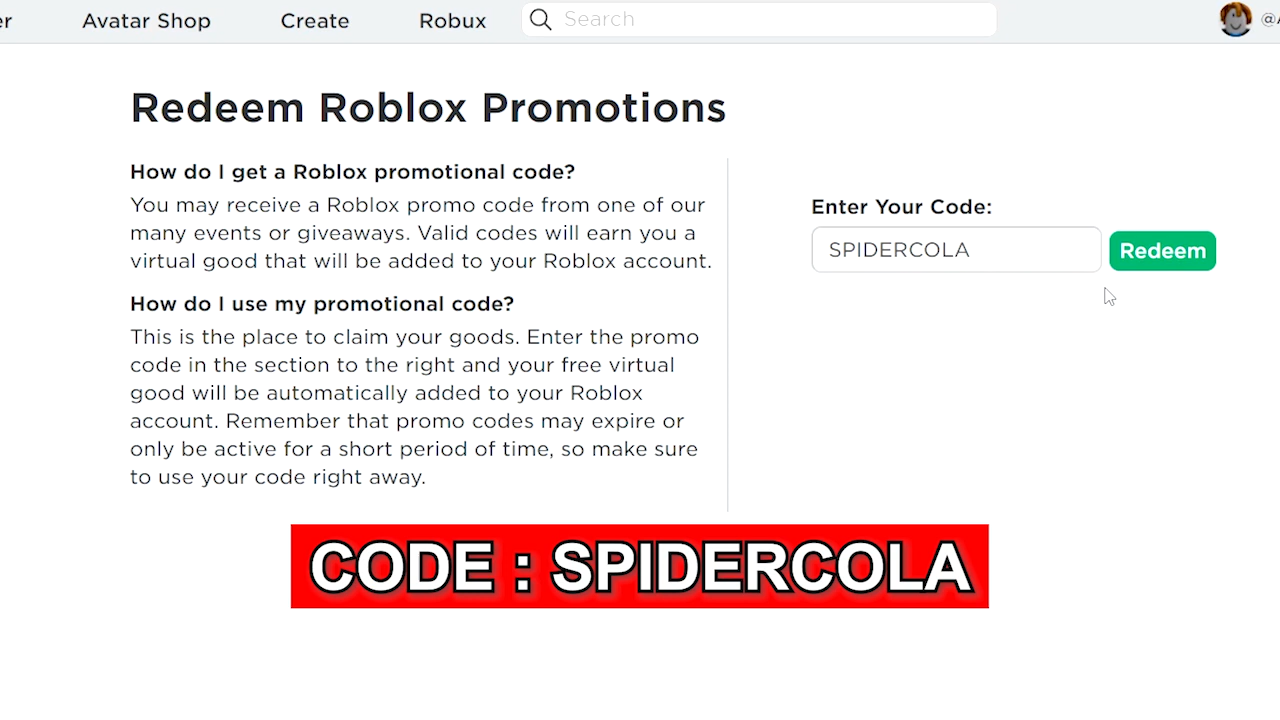 er Avatar Shop Create Robux Search @A
Redeem Roblox Promotions
How do I get a Roblox promotional code?
You may receive a Roblox promo code from one of our
many events or giveaways. Valid codes will earn you a
virtual good that will be added to your Roblox account.
How do I use my promotional code?
This is the place to claim your goods. Enter the promo
code in the section to the right and your free virtual
good will be automatically added to your Roblox
account. Remember that promo codes may expire or
only be active for a short period of time, so make sure
to use your code right away.
Enter Your Code:
SPIDERCOLA Redeem
CODE : SPIDERCOLA